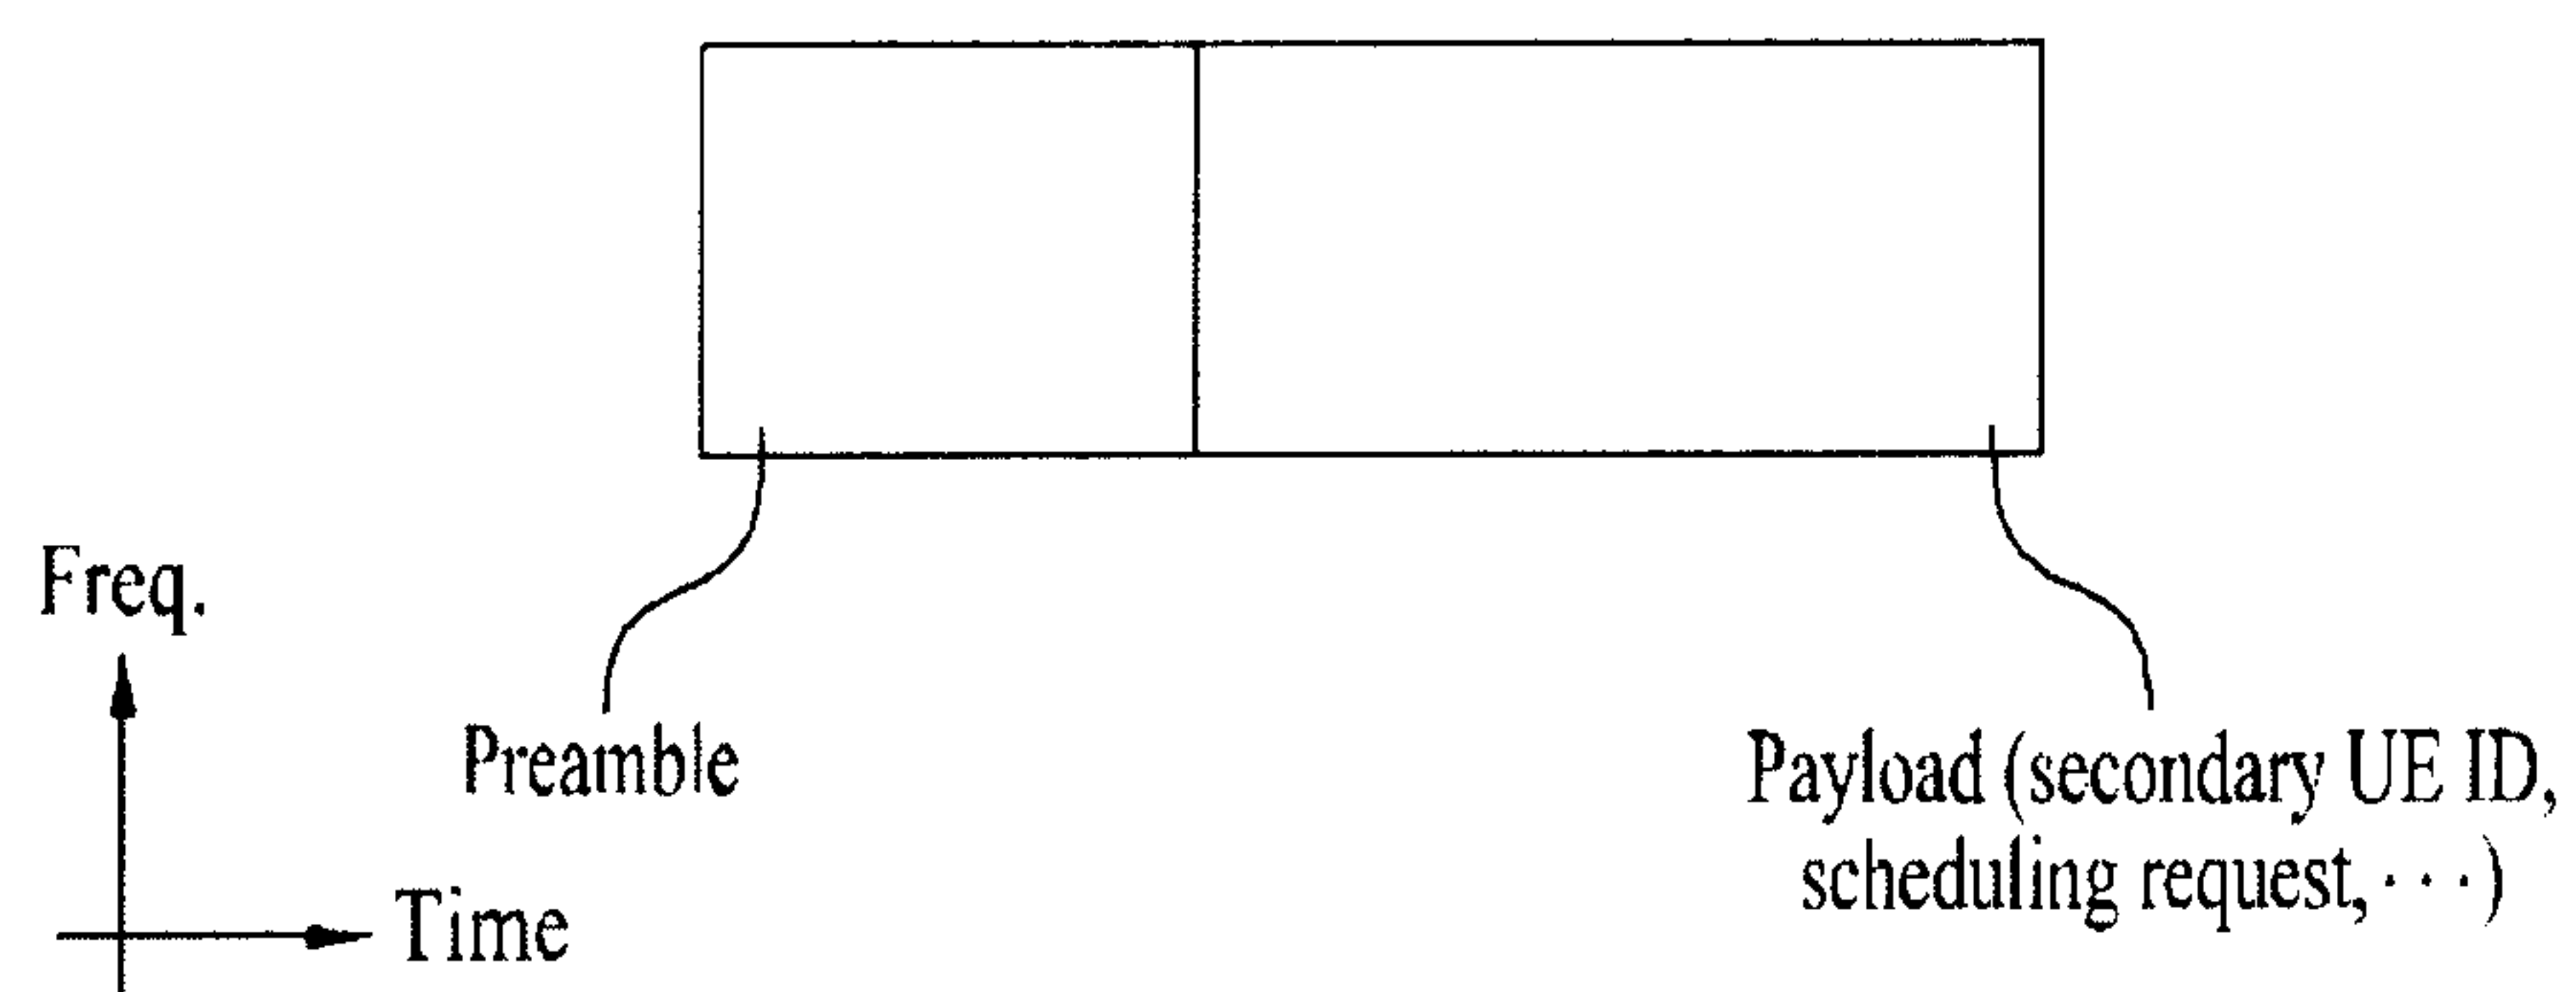 Freq.
Preamble
Payload (secondary UE ID,
scheduling request, · · · )
Time